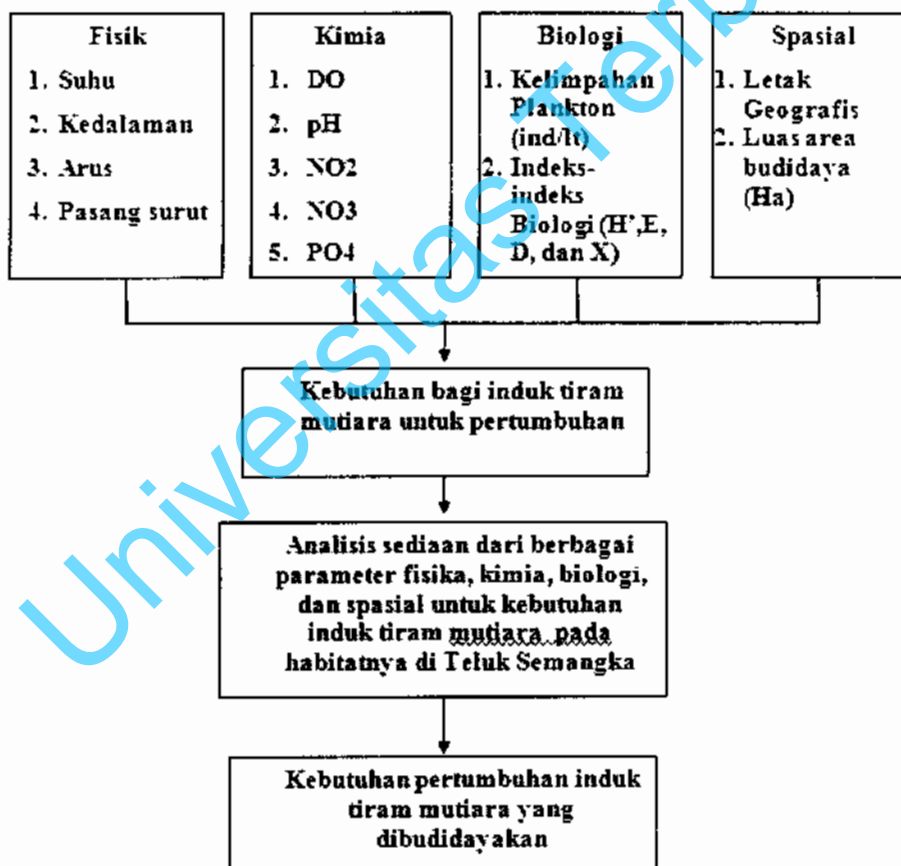 Fisik
1. Suhu
2. Kedalaman
3. Arus
4. Pasang surut
Kimia
1. DO
2. pH
3. NO2
4. NO3
5. PO4
Biologi
1. Kelimpahan
Plankton
(ind/lt)
2. Indeks-
indeks
Biologi (H',E,
D, dan X)
Spasial
1. Letak
Geografis
2. Luas area
budidaya
(Ha)
Kebutuhan bagi induk tiram
mutiara untuk pertumbuhan
Analisis sediaan dari berbagai
parameter fisika, kimia, biologi,
dan spasial untuk kebutuhan
induk tiram mutiara pada
habitatnya di Teluk Semangka
Kebutuhan pertumbuhan induk
tiram mutiara yang
dibudidayakan
Universitas